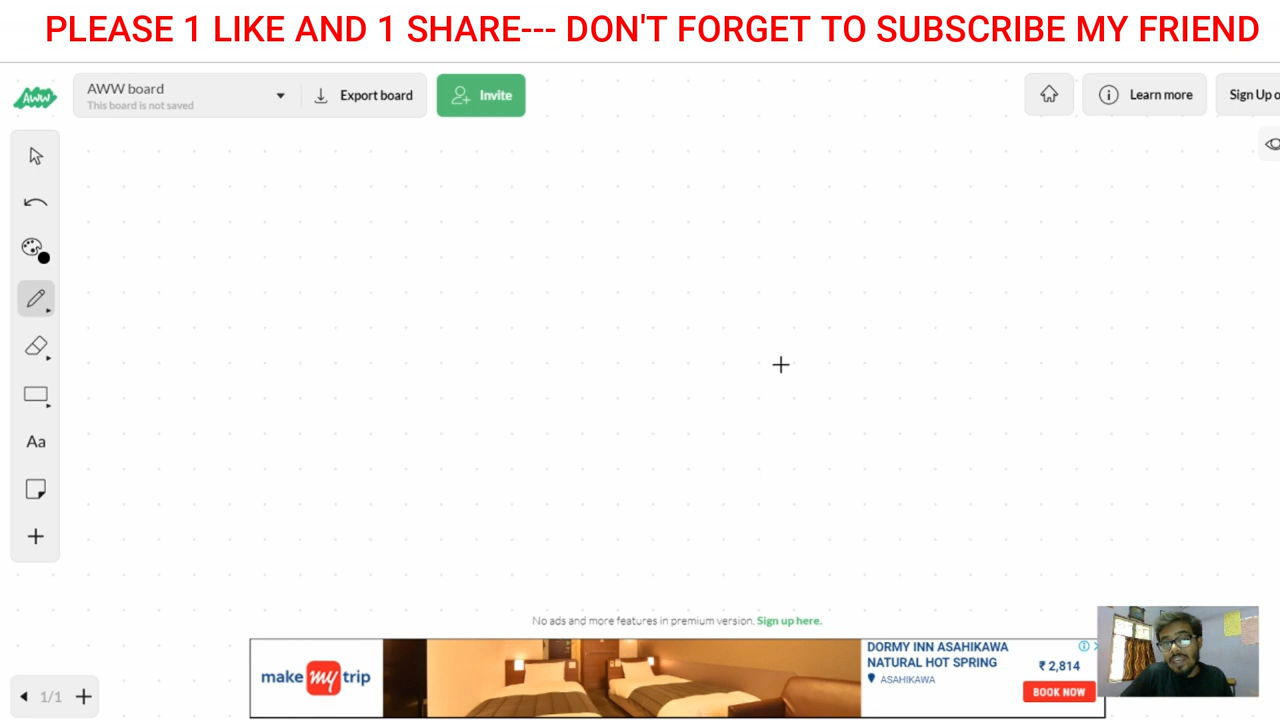 PLEASE 1 LIKE AND 1 SHARE--- DON'T FORGET TO SUBSCRIBE MY FRIEND
AWW
AWW board
This board is not saved
Export board
Invite
Learn more
Sign Up o
Aa
No ads and more features in premium version. Sign up here.
make my trip
DORMY INN ASAHIKAWA
NATURAL HOT SPRING
ASAHIKAWA
₹ 2,814
BOOK NOW
1/1